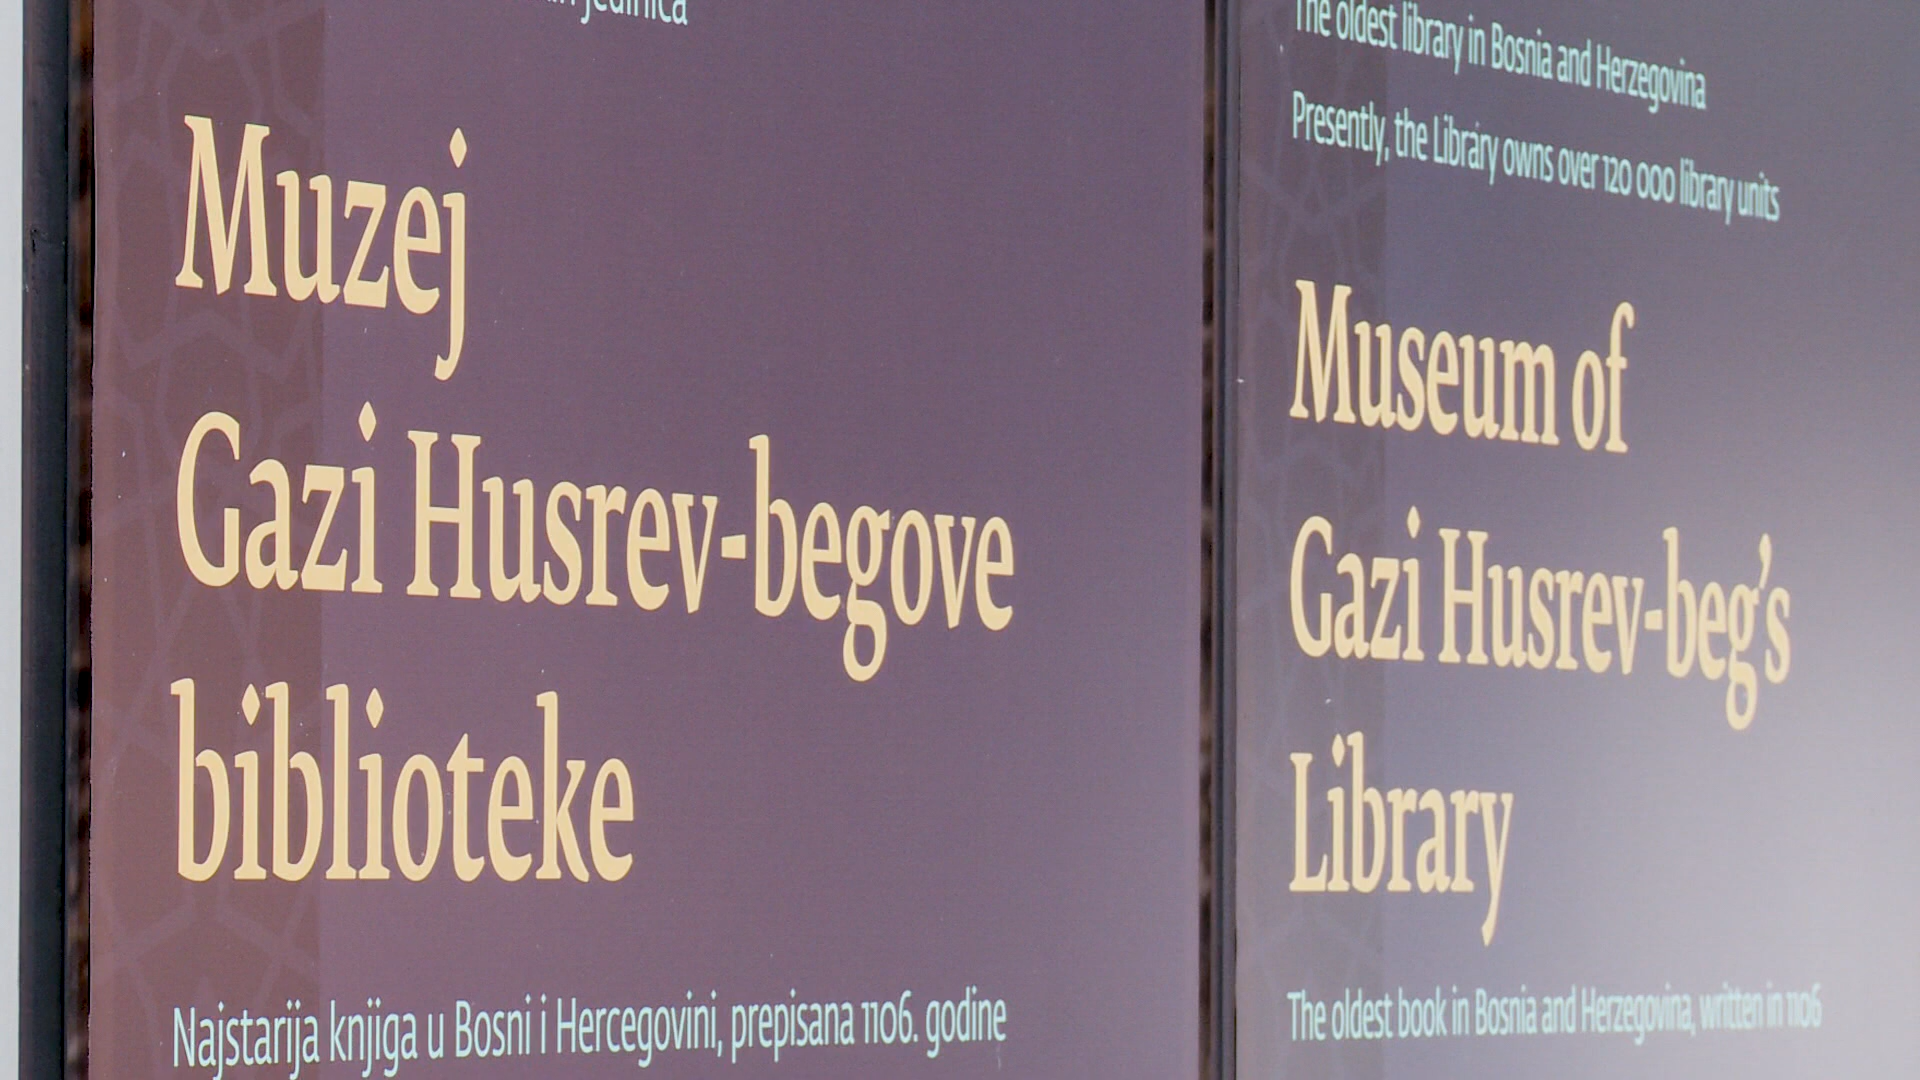 jedinica
Muzej
Gazi Husrev-begove
biblioteke
Najstarija knjiga u Bosni i Hercegovini, prepisana 1106. godine
The oldest library in Bosnia and Herzegovina
Presently, the Library owns over 120 000 library units
Museum of
Gazi Husrev-beg's
Library
The oldest book in Bosnia and Herzegovina, written in 1106